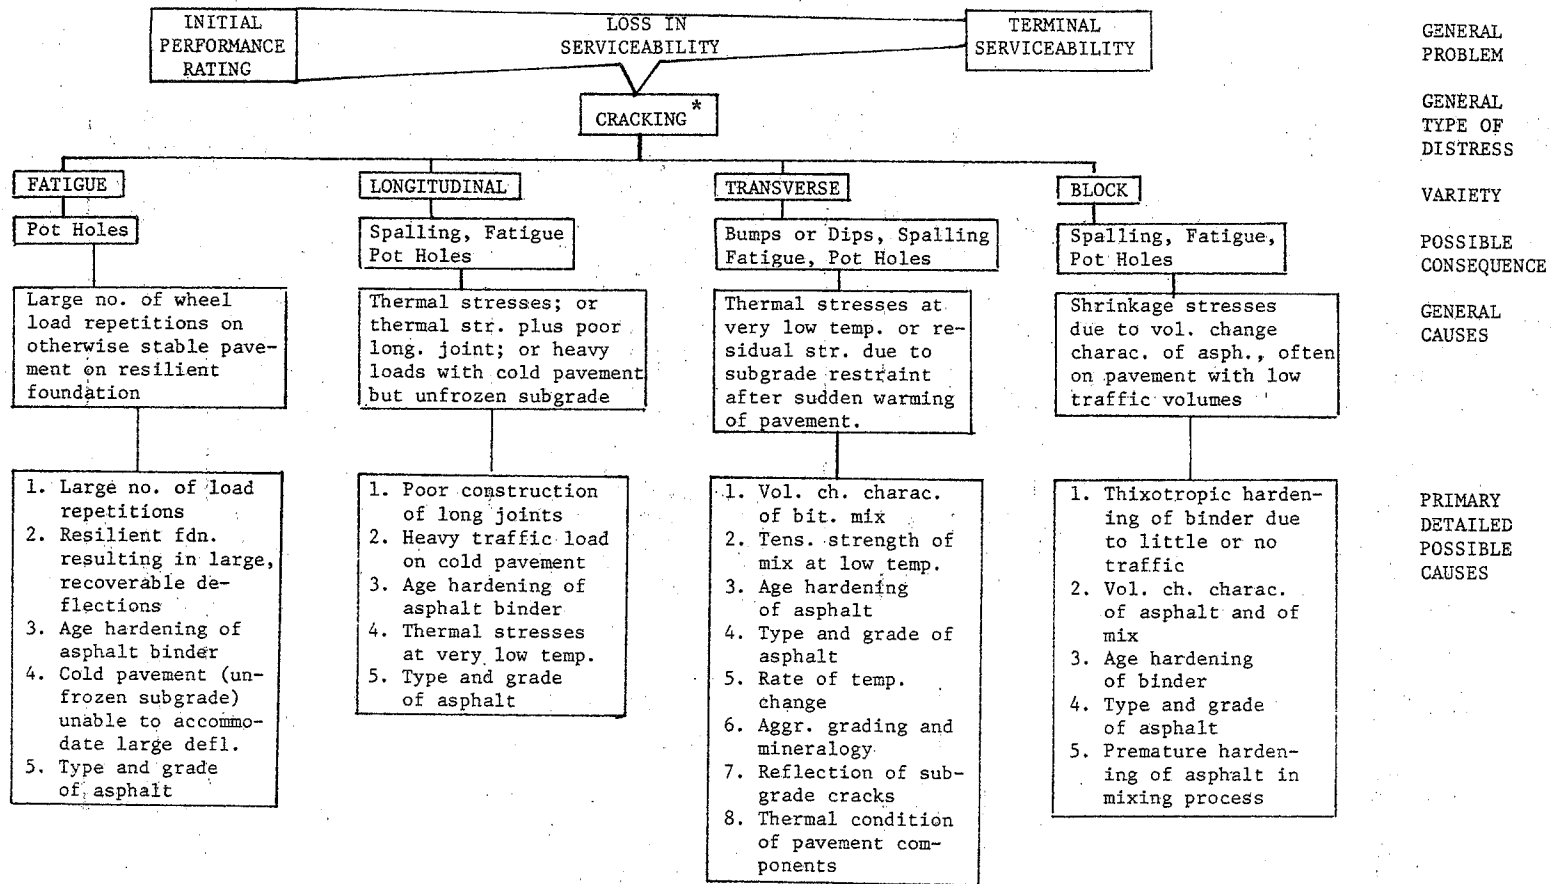 INITIAL
PERFORMANCE
RATING
LOSS IN
SERVICEABILITY
TERMINAL
SERVICEABILITY
GENERAL
PROBLEM
CRACKING *
GENERAL
TYPE OF
DISTRESS
FATIGUE
LONGITUDINAL
TRANSVERSE
BLOCK
VARIETY
Pot Holes
Spalling, Fatigue
Pot Holes
Bumps or Dips, Spalling
Fatigue, Pot Holes
Spalling, Fatigue,
Pot Holes
POSSIBLE
CONSEQUENCE
Large no. of wheel
load repetitions on
otherwise stable pave-
ment on resilient
foundation
Thermal stresses; or
thermal str. plus poor
long. joint; or heavy
loads with cold pavement
but unfrozen subgrade
Thermal stresses at
very low temp. or re-
sidual str. due to
subgrade restraint
after sudden warming
of pavement.
Shrinkage stresses
due to vol. change
charac. of asph., often
on pavement with low
traffic volumes
GENERAL
CAUSES
1. Large no. of load
repetitions
2. Resilient fdn.
resulting in large,
recoverable de-
flections
3. Age hardening of
asphalt binder
4. Cold pavement (un-
frozen subgrade)
unable to accommo-
date large defl.
5. Type and grade
of asphalt
1. Poor construction
of long joints
2. Heavy traffic load
on cold pavement
3. Age hardening of
asphalt binder
4. Thermal stresses
at very low temp.
5. Type and grade
of asphalt
1. Vol. ch. charac.
of bit. mix
2. Tens. strength of
mix at low temp.
3. Age hardening
of asphalt
4. Type and grade of
asphalt
5. Rate of temp.
change
6. Aggr. grading and
mineralogy
7. Reflection of sub-
grade cracks
8. Thermal condition
of pavement com-
ponents
1. Thixotropic harden-
ing of binder due
to little or no
traffic
2. Vol. ch. charac.
of asphalt and of
mix
3. Age hardening
of binder
4. Type and grade
of asphalt
5. Premature harden-
ing of asphalt in
mixing process
PRIMARY
DETAILED
POSSIBLE
CAUSES